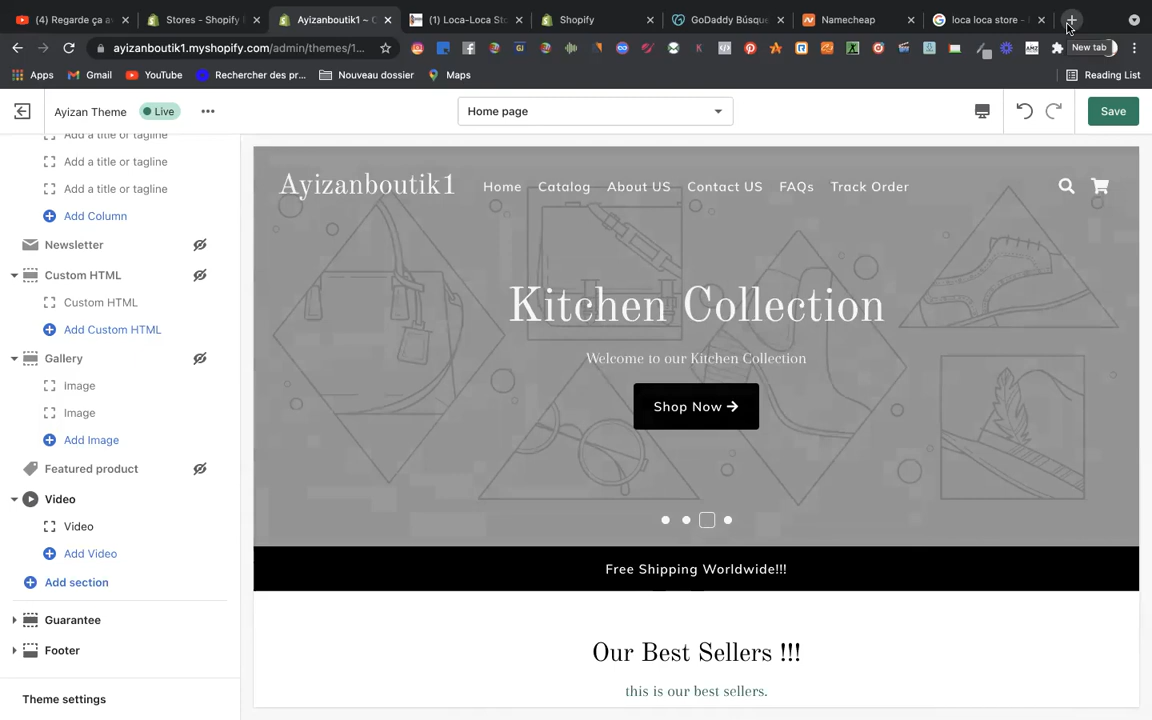 Regarde ça av
Stores - Shopify
Ayizanboutik1 ~ C
(1) Loca-Loca Sto
Shopify
GoDaddy Búsque
Namecheap
loca loca store -
ayizanboutik1.myshopify.com/admin/themes/1...
New tab
Apps
Gmail
YouTube
Rechercher des pr...
Nouveau dossier
Maps
Reading List
Ayizan Theme
Live
Home page
Save
Add a title or tagline
Add a title or tagline
Add a title or tagline
Add Column
Newsletter
Custom HTML
Custom HTML
Add Custom HTML
Gallery
Image
Image
Add Image
Featured product
Video
Video
Add Video
Add section
Guarantee
Footer
Theme settings
Ayizanboutik1
Home Catalog About US Contact US FAQs Track Order
Kitchen Collection
Welcome to our Kitchen Collection
Shop Now
Free Shipping Worldwide!!!
Our Best Sellers !!!
this is our best sellers.